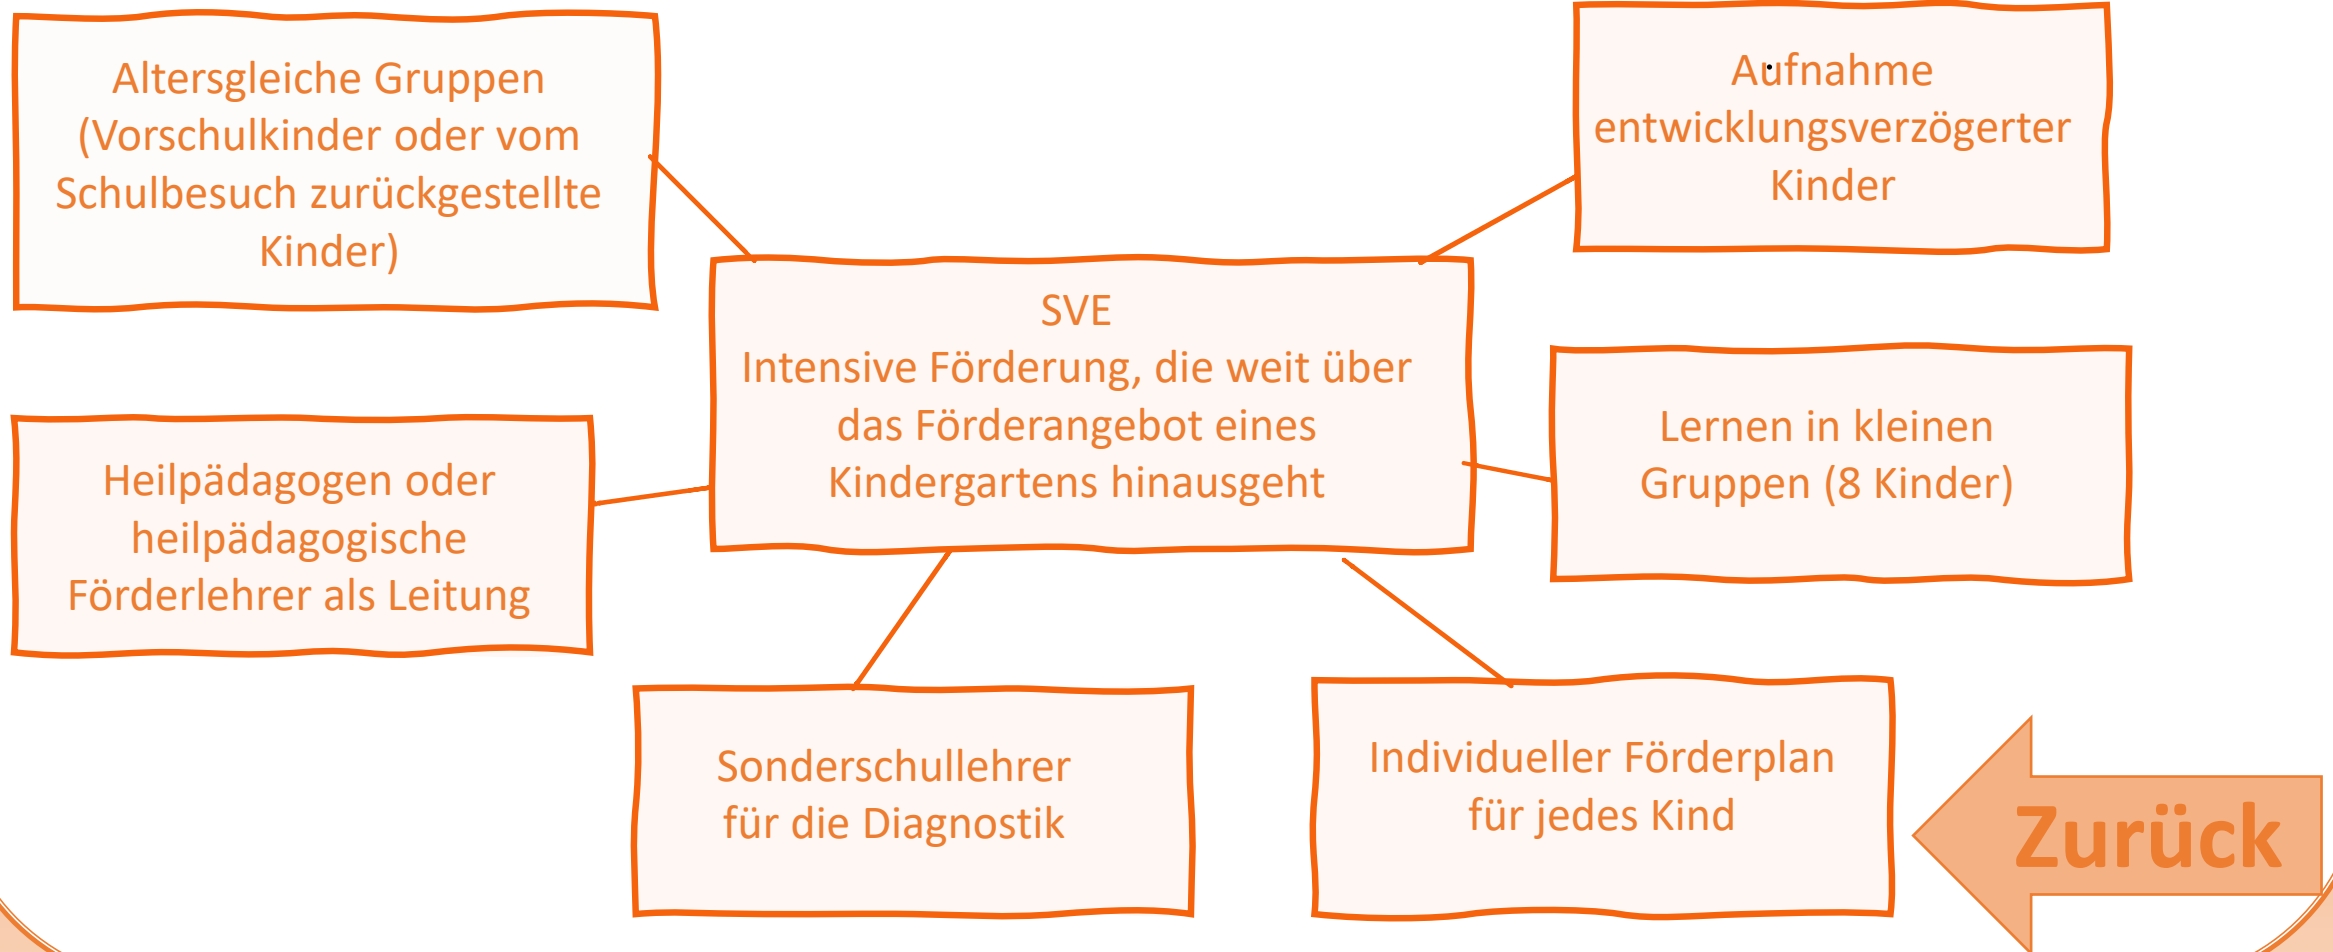 Altersgleiche Gruppen
(Vorschulkinder oder vom
Schulbesuch zurückgestellte
Kinder)
Aufnahme
entwicklungsverzögerter
Kinder
SVE
Intensive Förderung, die weit über
das Förderangebot eines
Kindergartens hinausgeht
Heilpädagogen oder
heilpädagogische
Förderlehrer als Leitung
Lernen in kleinen
Gruppen (8 Kinder)
Sonderschullehrer
für die Diagnostik
Individueller Förderplan
für jedes Kind
Zurück